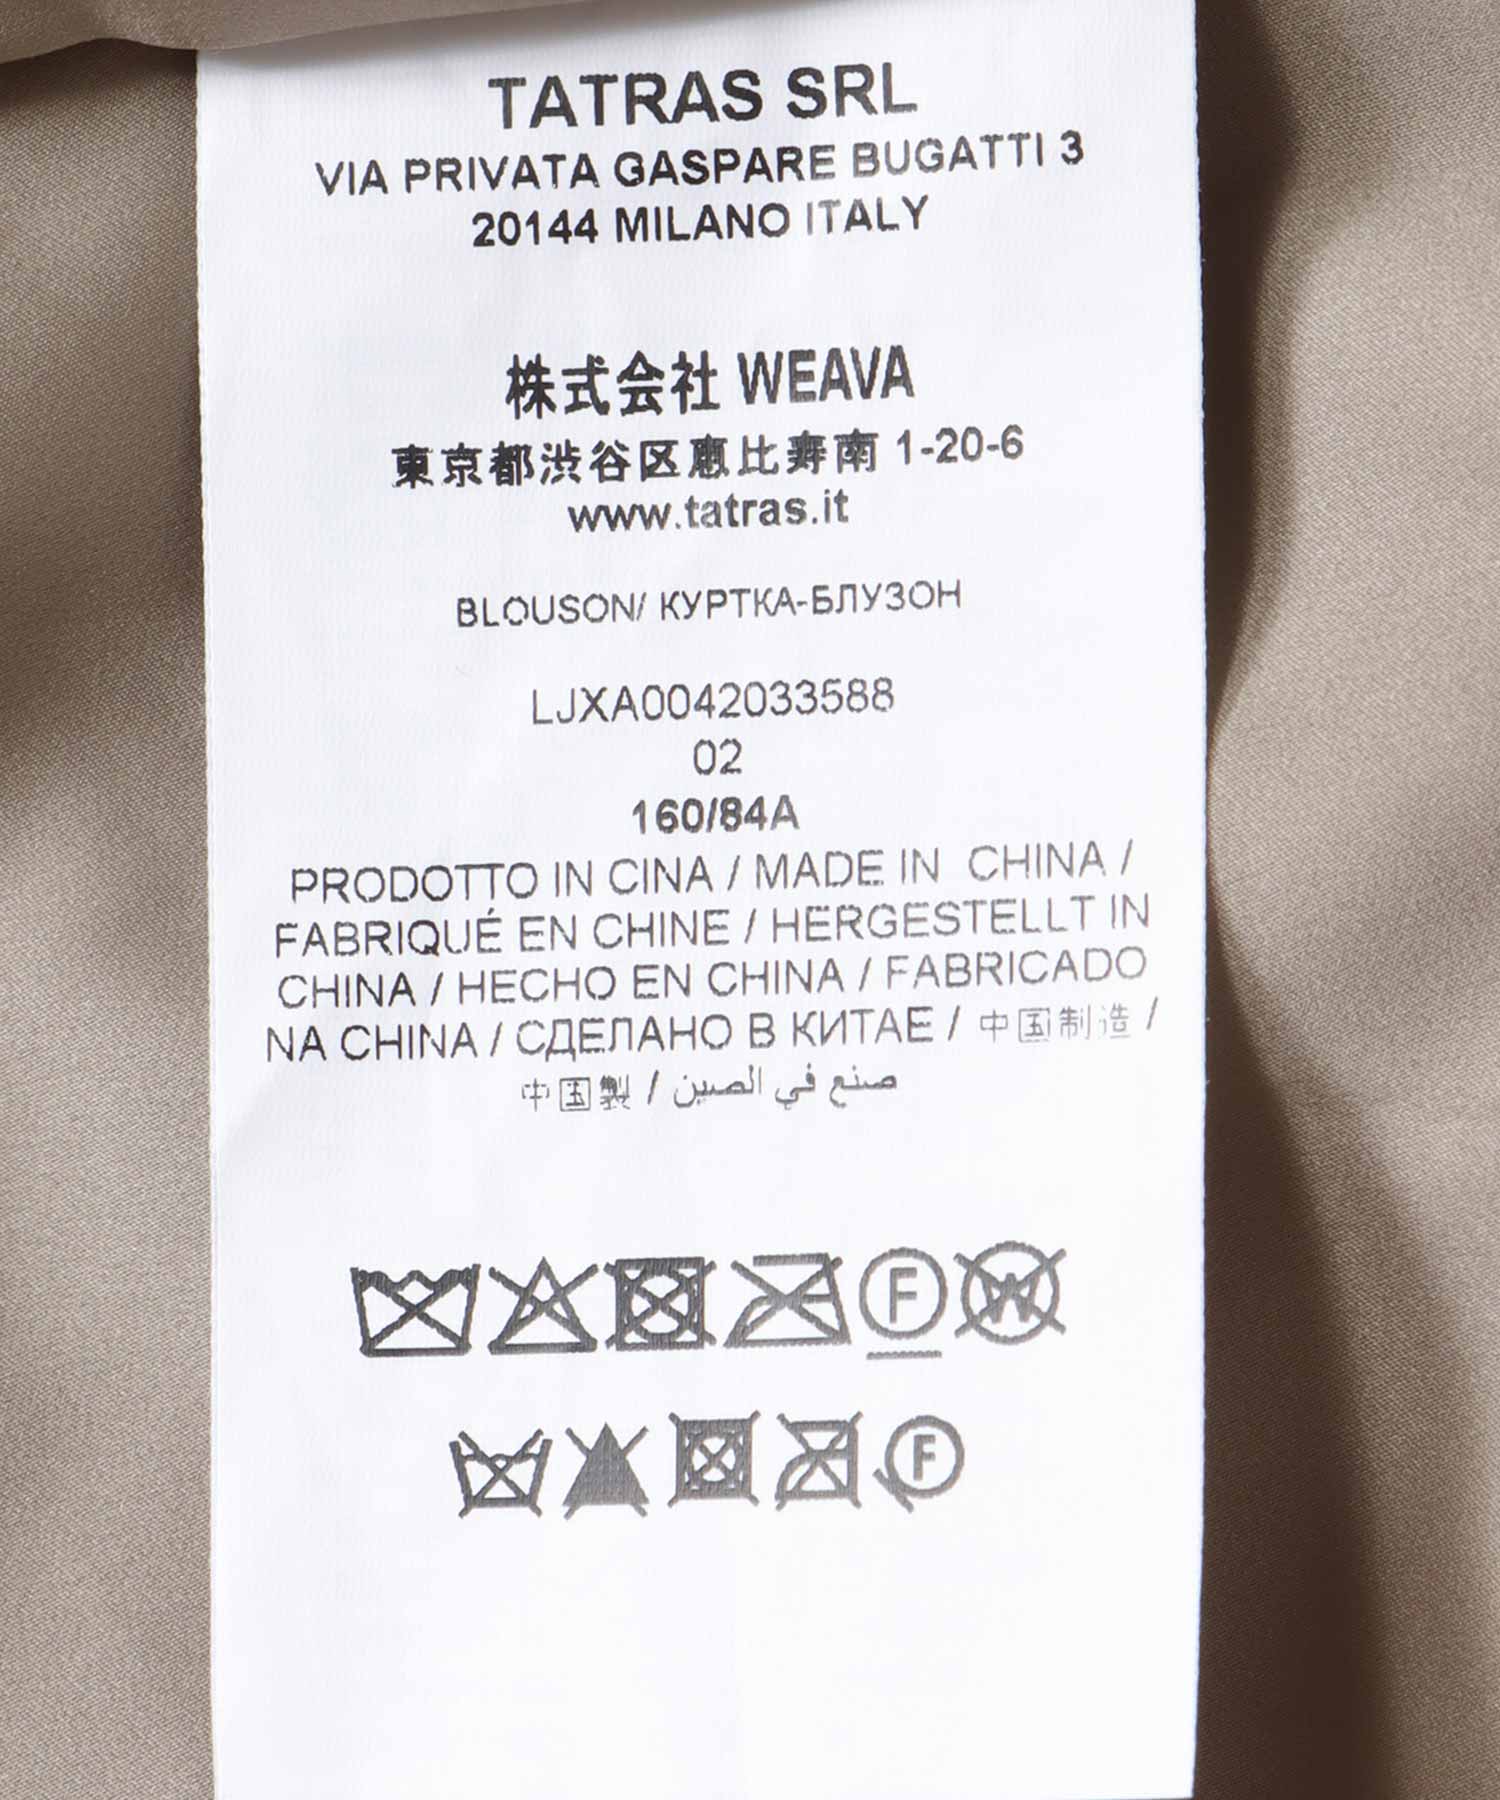 TATRAS SRL
VIA PRIVATA GASPARE BUGATTI 3
20144 MILANO ITALY
株式会社 WEAVA
東京都渋谷区恵比寿南 1-20-6
www.tatras.it
BLOUSON/ КУРТКА-БЛУЗОН
LJXA0042033588
02
160/84A
PRODOTTO IN CINA / MADE IN CHINA /
FABRIQUÉ EN CHINE / HERGESTELLT IN
CHINA / HECHO EN CHINA / FABRICADO
NA CHINA / СДЕЛАНО В КИТАЕ / 中国制造 /
中国製 / صنع في الصين
F W
F